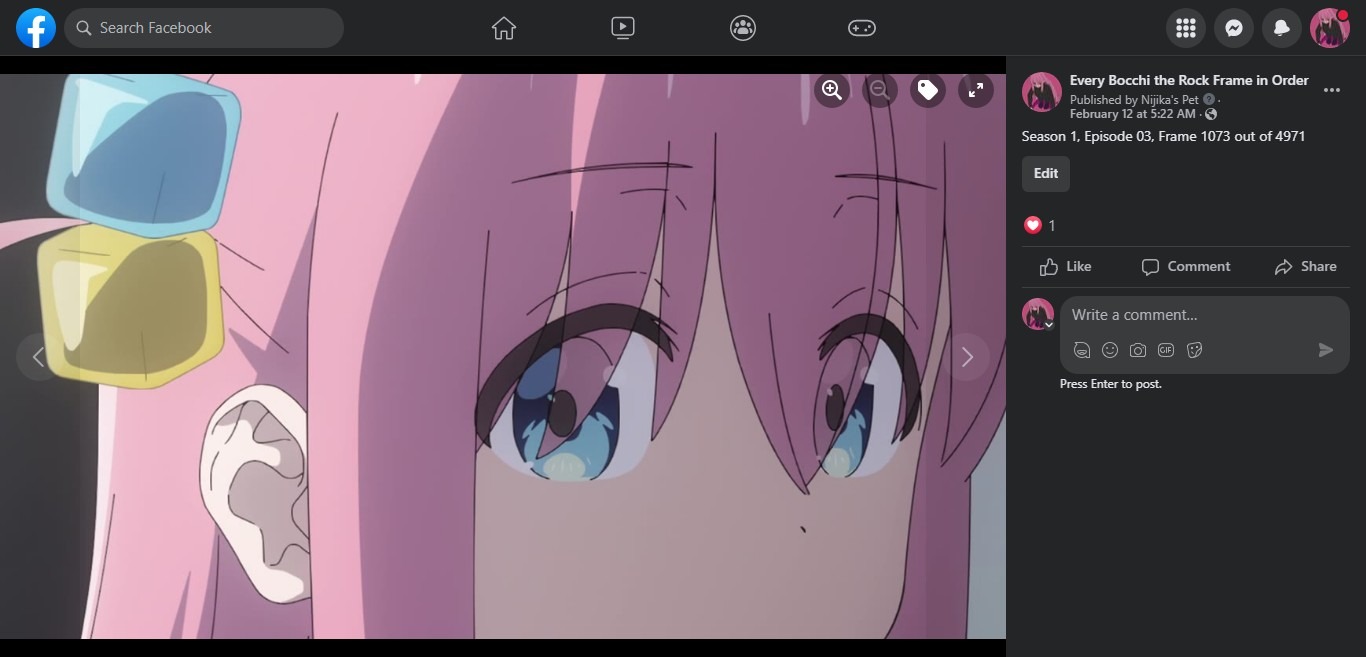 Search Facebook
Every Bocchi the Rock Frame in Order
Published by Nijika's Pet ·
February 12 at 5:22 AM ·
Season 1, Episode 03, Frame 1073 out of 4971
Edit
1
Like Comment Share
Write a comment...
GIF
Press Enter to post.